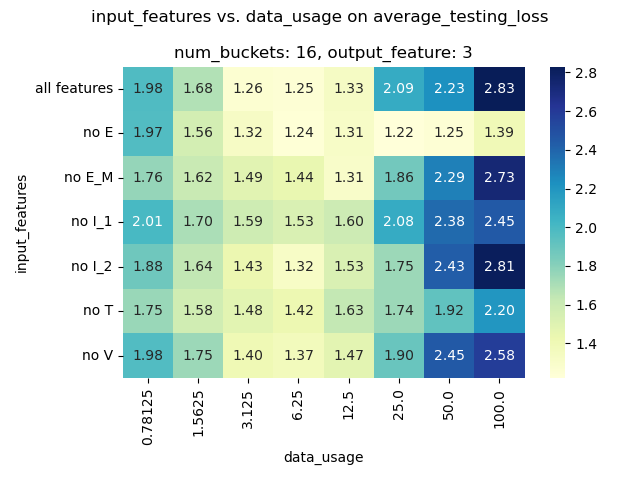 input_features vs. data_usage on average_testing_loss
num_buckets: 16, output_feature: 3
input_features
all features 1.98 1.68 1.26 1.25 1.33 2.09 2.23 2.83
no E 1.97 1.56 1.32 1.24 1.31 1.22 1.25 1.39
no E_M 1.76 1.62 1.49 1.44 1.31 1.86 2.29 2.73
no I_1 2.01 1.70 1.59 1.53 1.60 2.08 2.38 2.45
no I_2 1.88 1.64 1.43 1.32 1.53 1.75 2.43 2.81
no T 1.75 1.58 1.48 1.42 1.63 1.74 1.92 2.20
no V 1.98 1.75 1.40 1.37 1.47 1.90 2.45 2.58
0.78125 1.5625 3.125 6.25 12.5 25.0 50.0 100.0
data_usage
2.8
2.6
2.4
2.2
2.0
1.8
1.6
1.4